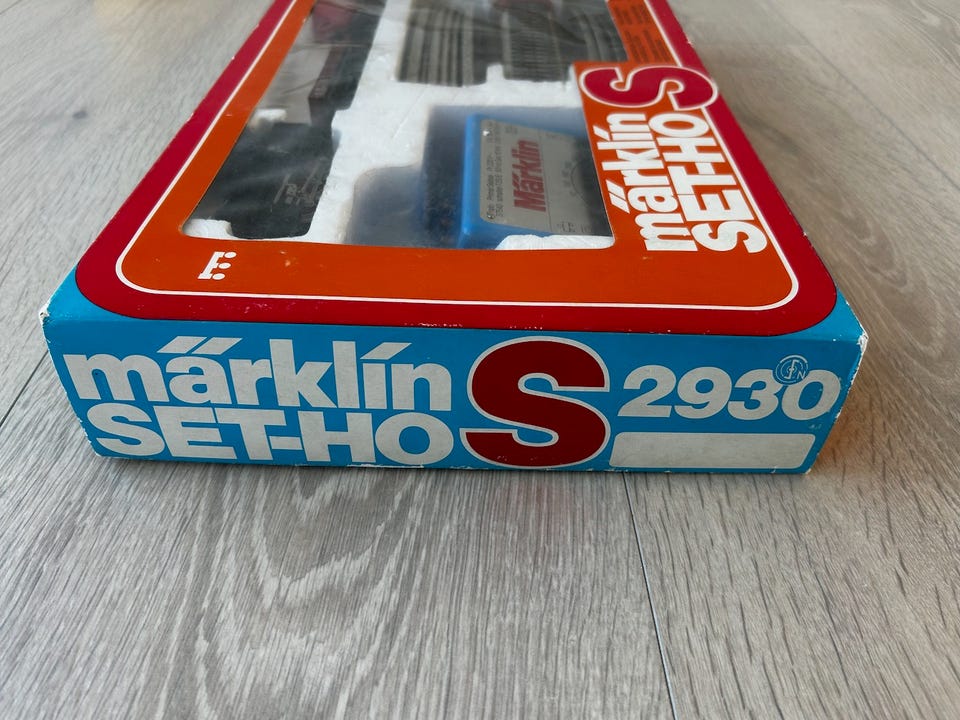 märklin
SET-HO
S
2930
märklin
SET-HO
S
Märklin
E